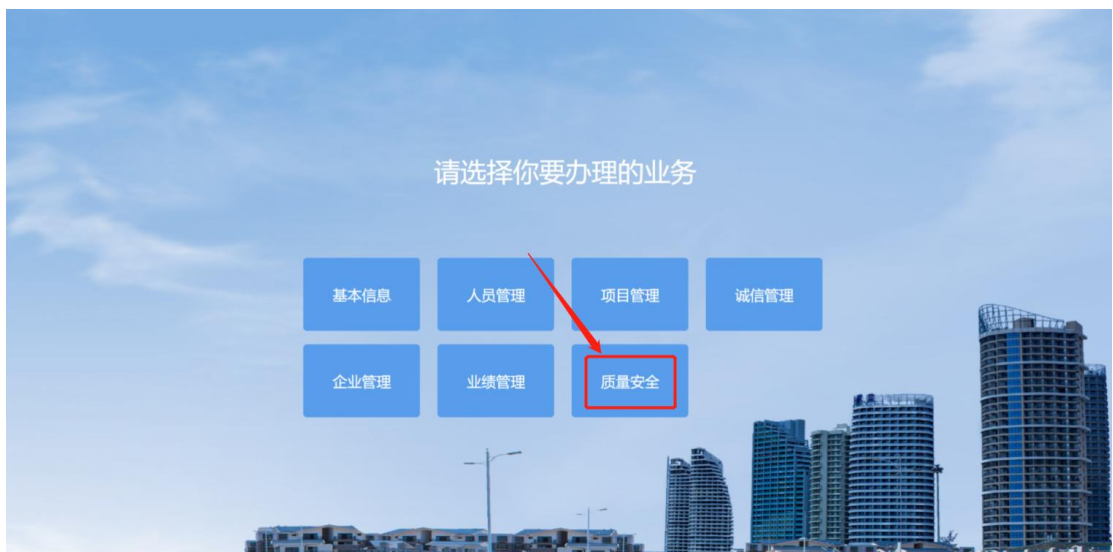 请选择你要办理的业务
基本信息
人员管理
项目管理
诚信管理
企业管理
业绩管理
质量安全